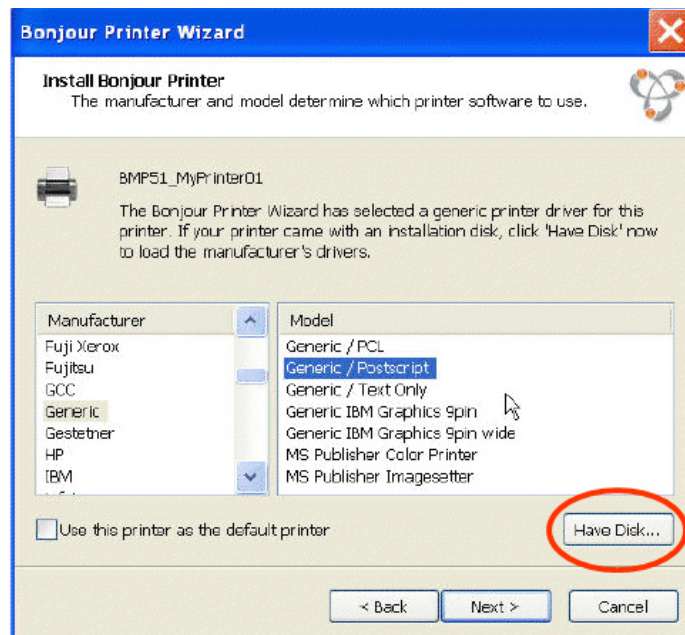 Bonjour Printer Wizard
Install Bonjour Printer
The manufacturer and model determine which printer software to use.
BMP51_MyPrinter01
The Bonjour Printer Wizard has selected a generic printer driver for this
printer. If your printer came with an installation disk, click 'Have Disk' now
to load the manufacturer's drivers.
Manufacturer
Fuji Xerox
Fujitsu
GCC
Generic
Gestetner
HP
IBM
Model
Generic / PCL
Generic / Postscript
Generic / Text Only
Generic IBM Graphics 9pin
Generic IBM Graphics 9pin wide
MS Publisher Color Printer
MS Publisher Imagesetter
Use this printer as the default printer
Have Disk...
< Back
Next >
Cancel